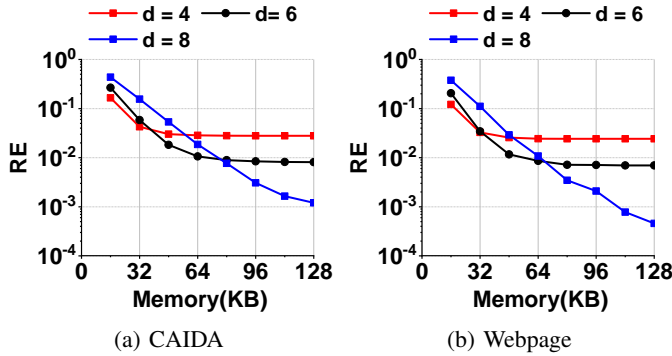 d = 4 d= 6
d = 8
10^0
10^-1
10^-2
10^-3
10^-4
RE
0 32 64 96 128
Memory(KB)
(a) CAIDA
d = 4 d = 6
d = 8
10^0
10^-1
10^-2
10^-3
10^-4
RE
0 32 64 96 128
Memory(KB)
(b) Webpage